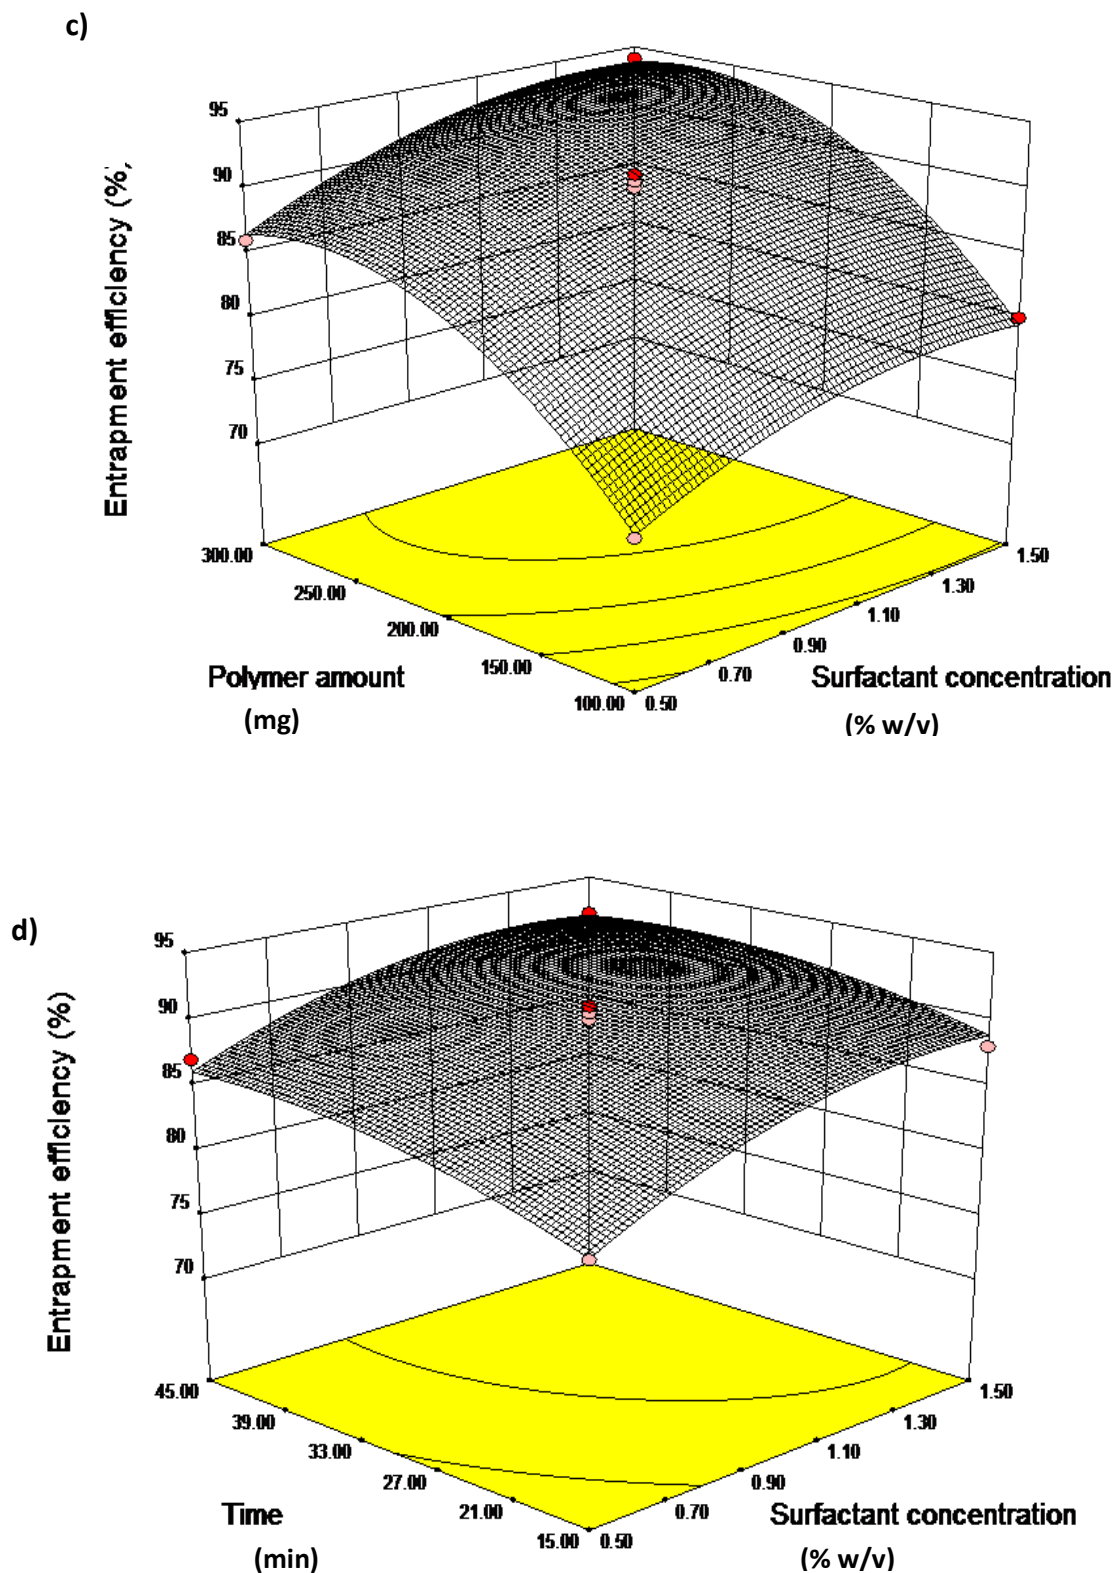 c)
95
90
85
80
75
70
Entrapment efficiency (%,
300.00
250.00
200.00
150.00
100.00
0.50
0.70
0.90
1.10
1.30
1.50
Polymer amount
(mg)
Surfactant concentration
(% w/v)
d)
95
90
85
80
75
70
Entrapment efficiency (%)
45.00
39.00
33.00
27.00
21.00
15.00
0.50
0.70
0.90
1.10
1.30
1.50
Time
(min)
Surfactant concentration
(% w/v)